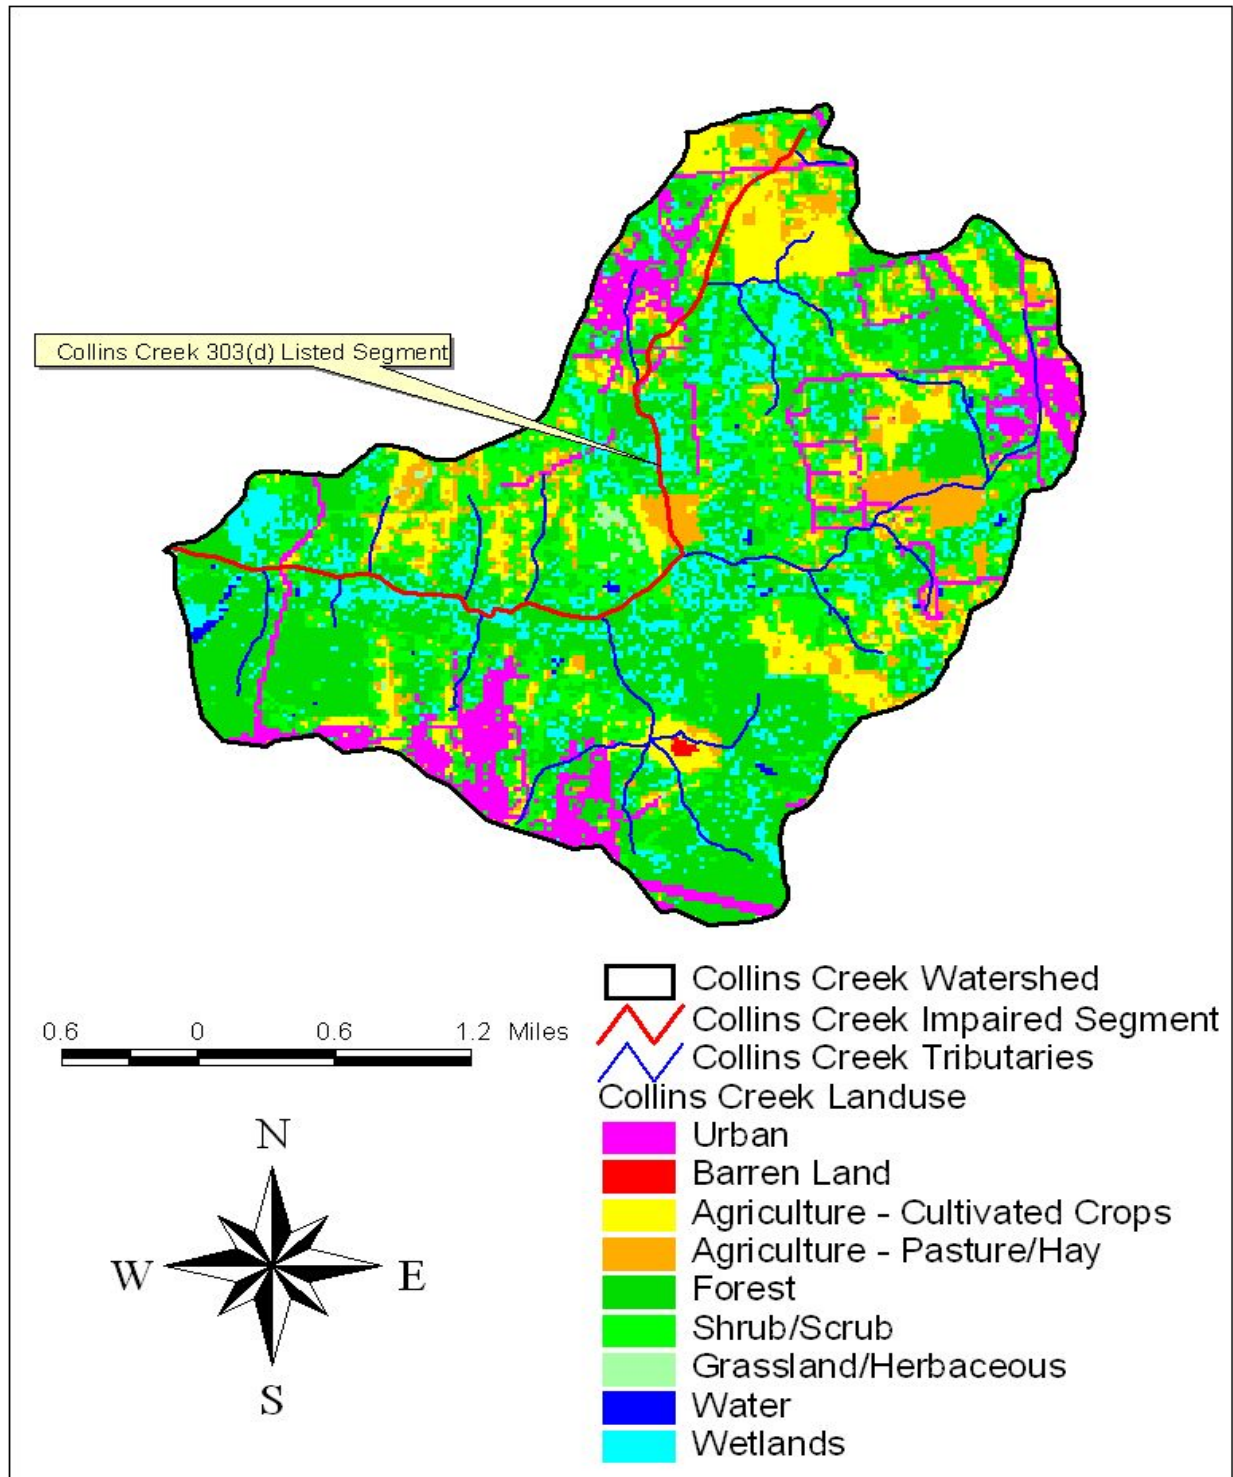 Collins Creek 303(d) Listed Segment
0.6 0 0.6 1.2 Miles
N
W E
S
Collins Creek Watershed
Collins Creek Impaired Segment
Collins Creek Tributaries
Collins Creek Landuse
Urban
Barren Land
Agriculture - Cultivated Crops
Agriculture - Pasture/Hay
Forest
Shrub/Scrub
Grassland/Herbaceous
Water
Wetlands